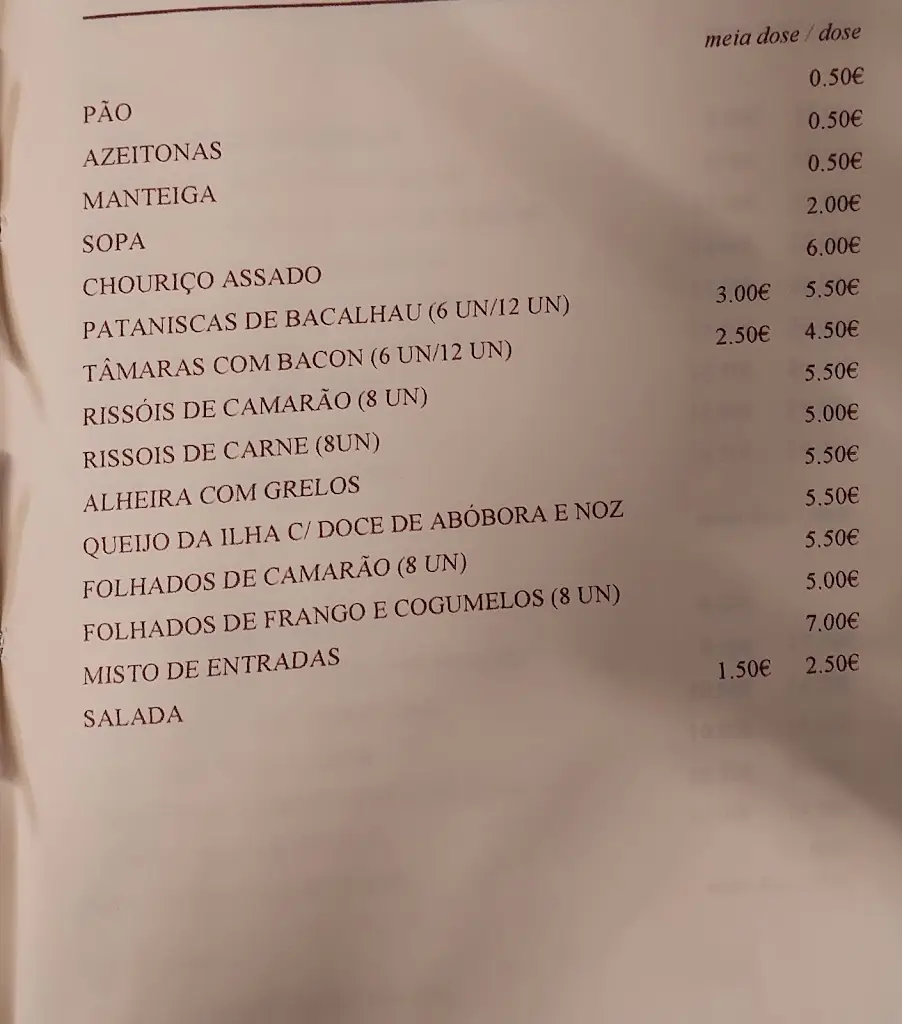 meia dose / dose
PÃO 0.50€
AZEITONAS 0.50€
MANTEIGA 0.50€
SOPA 2.00€
CHOURIÇO ASSADO 6.00€
PATANISCAS DE BACALHAU (6 UN/12 UN) 3.00€ 5.50€
TÂMARAS COM BACON (6 UN/12 UN) 2.50€ 4.50€
RISSÓIS DE CAMARÃO (8 UN) 5.50€
RISSOIS DE CARNE (8UN) 5.00€
ALHEIRA COM GRELOS 5.50€
QUEIJO DA ILHA C/ DOCE DE ABÓBORA E NOZ 5.50€
FOLHADOS DE CAMARÃO (8 UN) 5.50€
FOLHADOS DE FRANGO E COGUMELOS (8 UN) 5.00€
MISTO DE ENTRADAS 7.00€
SALADA 1.50€ 2.50€